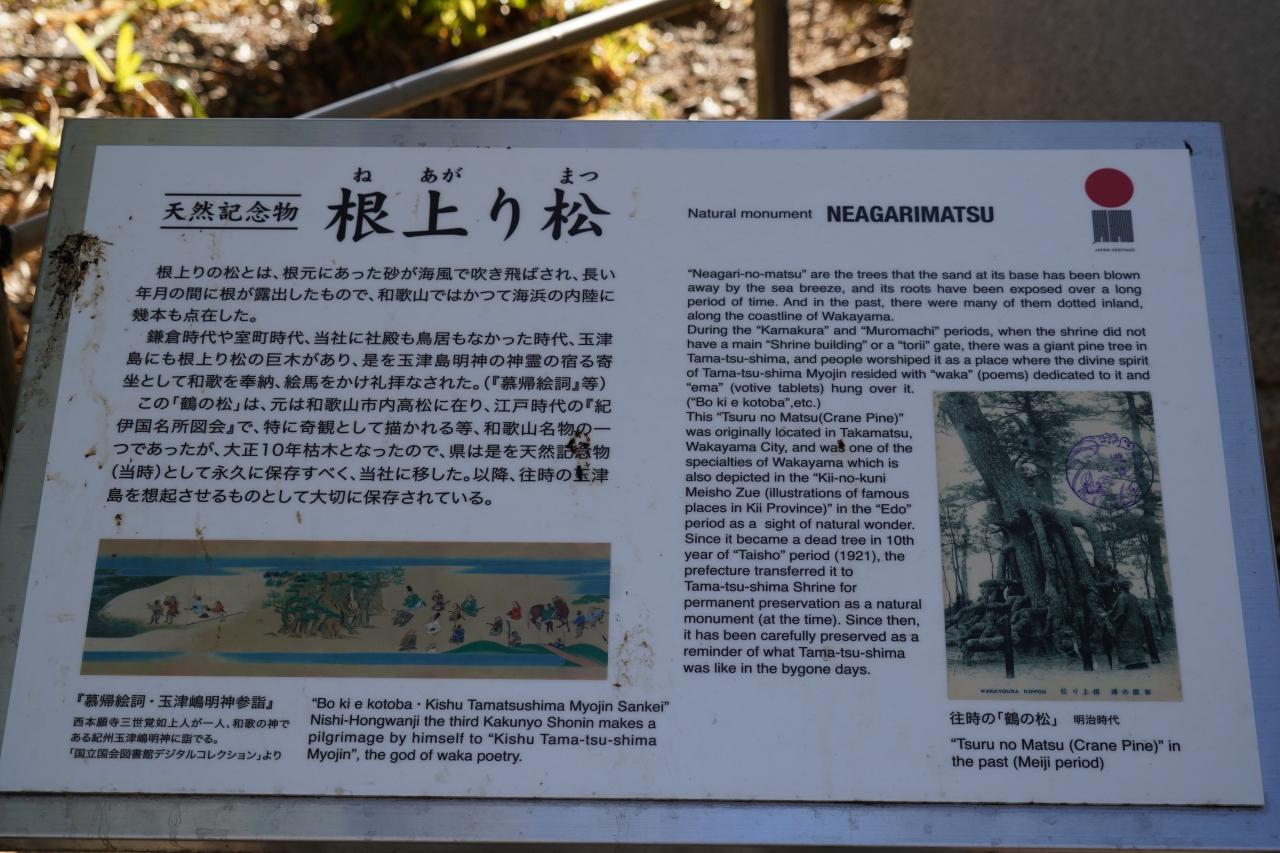 天然記念物
ね あが まつ
根上り松
根上りの松とは、根元にあった砂が海風で吹き飛ばされ、長い
年月の間に根が露出したもので、和歌山ではかつて海浜の内陸に
幾本も点在した。
鎌倉時代や室町時代、当社に社殿も鳥居もなかった時代、玉津
島にも根上り松の巨木があり、是を玉津島明神の神霊の宿る寄
坐として和歌を奉納、絵馬をかけ礼拝なされた。(『慕帰絵詞』等)
この「鶴の松」は、元は和歌山市内高松に在り、江戸時代の『紀
伊国名所図会』で、特に奇観として描かれる等、和歌山名物の一
つであったが、大正10年枯木となったので、県は是を天然記念物
(当時)として永久に保存すべく、当社に移した。以降、往時の玉津
島を想起させるものとして大切に保存されている。
『慕帰絵詞・玉津嶋明神参詣』
西本願寺三世覚如上人が一人、和歌の神で
ある紀州玉津嶋明神に詣でる。
「国立国会図書館デジタルコレクション」より
“Bo ki e kotoba・Kishu Tamatsushima Myojin Sankei”
Nishi-Hongwanji the third Kakunyo Shonin makes a
pilgrimage by himself to “Kishu Tama-tsu-shima
Myojin”, the god of waka poetry.
Natural monument NEAGARIMATSU
JAPAN HERITAGE
“Neagari-no-matsu” are the trees that the sand at its base has been blown
away by the sea breeze, and its roots have been exposed over a long
period of time. And in the past, there were many of them dotted inland,
along the coastline of Wakayama.
During the “Kamakura” and “Muromachi” periods, when the shrine did not
have a main “Shrine building” or a “torii” gate, there was a giant pine tree in
Tama-tsu-shima, and people worshiped it as a place where the divine spirit
of Tama-tsu-shima Myojin resided with “waka” (poems) dedicated to it and
“ema” (votive tablets) hung over it.
(“Bo ki e kotoba”,etc.)
This “Tsuru no Matsu(Crane Pine)”
was originally located in Takamatsu,
Wakayama City, and was one of the
specialties of Wakayama which is
also depicted in the “Kii-no-kuni
Meisho Zue (illustrations of famous
places in Kii Province)” in the “Edo”
period as a sight of natural wonder.
Since it became a dead tree in 10th
year of “Taisho” period (1921), the
prefecture transferred it to
Tama-tsu-shima Shrine for
permanent preservation as a natural
monument (at the time). Since then,
it has been carefully preserved as a
reminder of what Tama-tsu-shima
was like in the bygone days.
WAKANOURA NIPPON
往時の「鶴の松」 明治時代
“Tsuru no Matsu (Crane Pine)” in
the past (Meiji period)